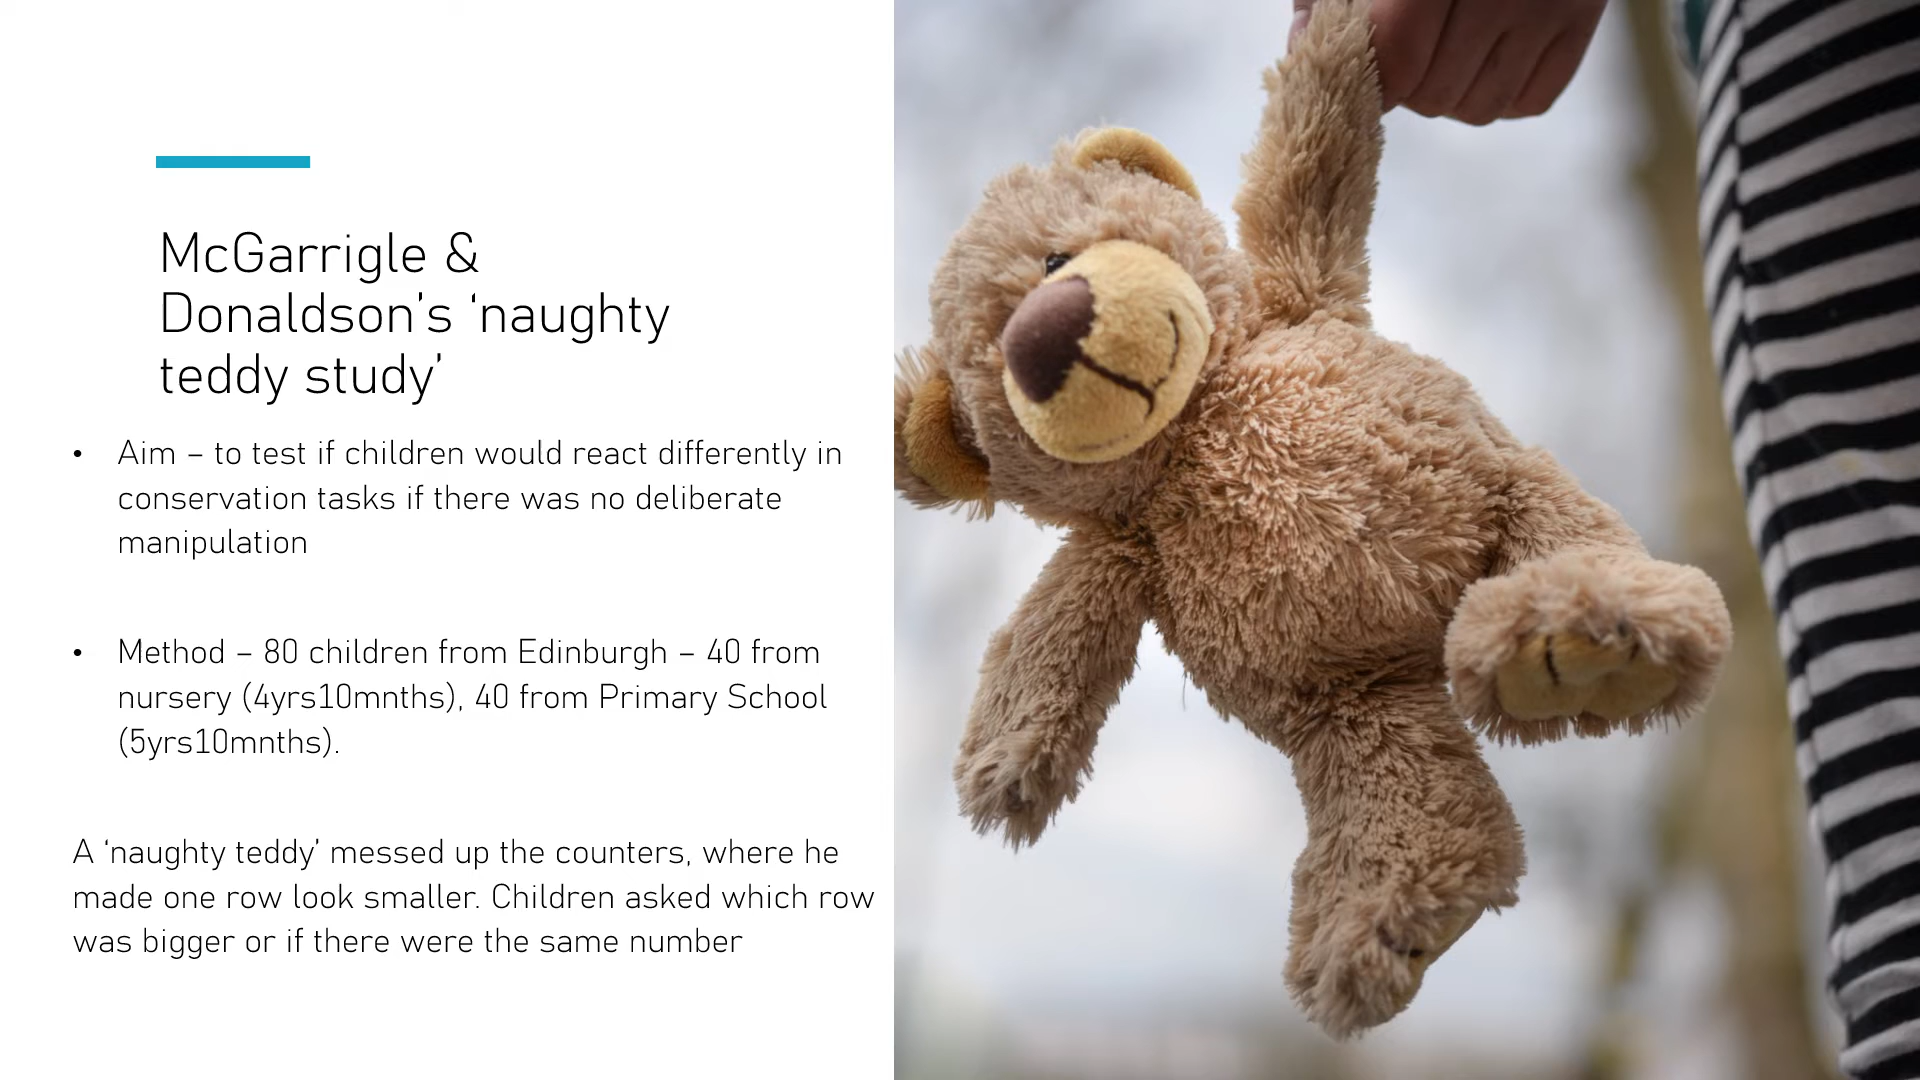 McGarrigle &
Donaldson’s ‘naughty
teddy study’
• Aim – to test if children would react differently in
conservation tasks if there was no deliberate
manipulation
• Method – 80 children from Edinburgh – 40 from
nursery (4yrs10mnths), 40 from Primary School
(5yrs10mnths).
A ‘naughty teddy’ messed up the counters, where he
made one row look smaller. Children asked which row
was bigger or if there were the same number